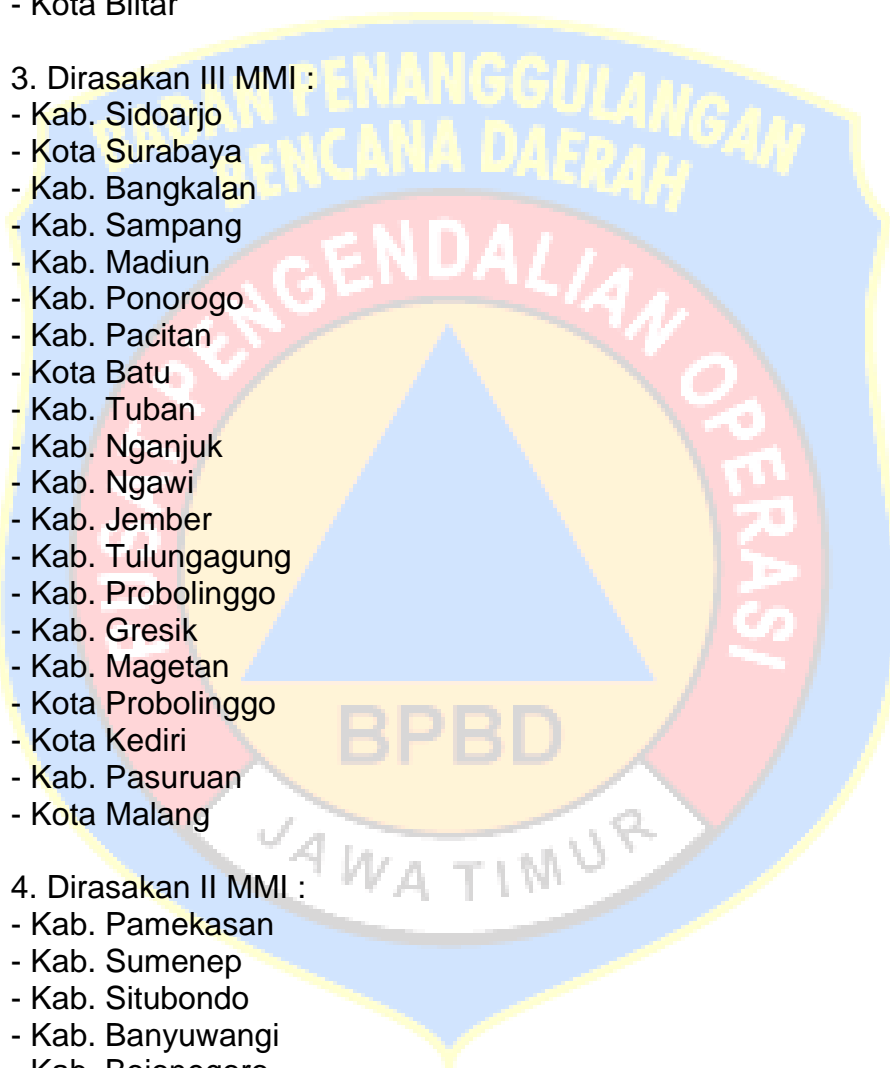 - Kota Blitar
3. Dirasakan III MMI :
- Kab. Sidoarjo
- Kota Surabaya
- Kab. Bangkalan
- Kab. Sampang
- Kab. Madiun
- Kab. Ponorogo
- Kab. Pacitan
- Kota Batu
- Kab. Tuban
- Kab. Nganjuk
- Kab. Ngawi
- Kab. Jember
- Kab. Tulungagung
- Kab. Probolinggo
- Kab. Gresik
- Kab. Magetan
- Kota Probolinggo
- Kota Kediri
- Kab. Pasuruan
- Kota Malang
4. Dirasakan II MMI :
- Kab. Pamekasan
- Kab. Sumenep
- Kab. Situbondo
- Kab. Banyuwangi
- Kab. Bojonegoro
BADAN PENANGGULANGAN
BENCANA DAERAH
PUSAT PENGENDALIAN OPERASI
BPBD
JAWA TIMUR